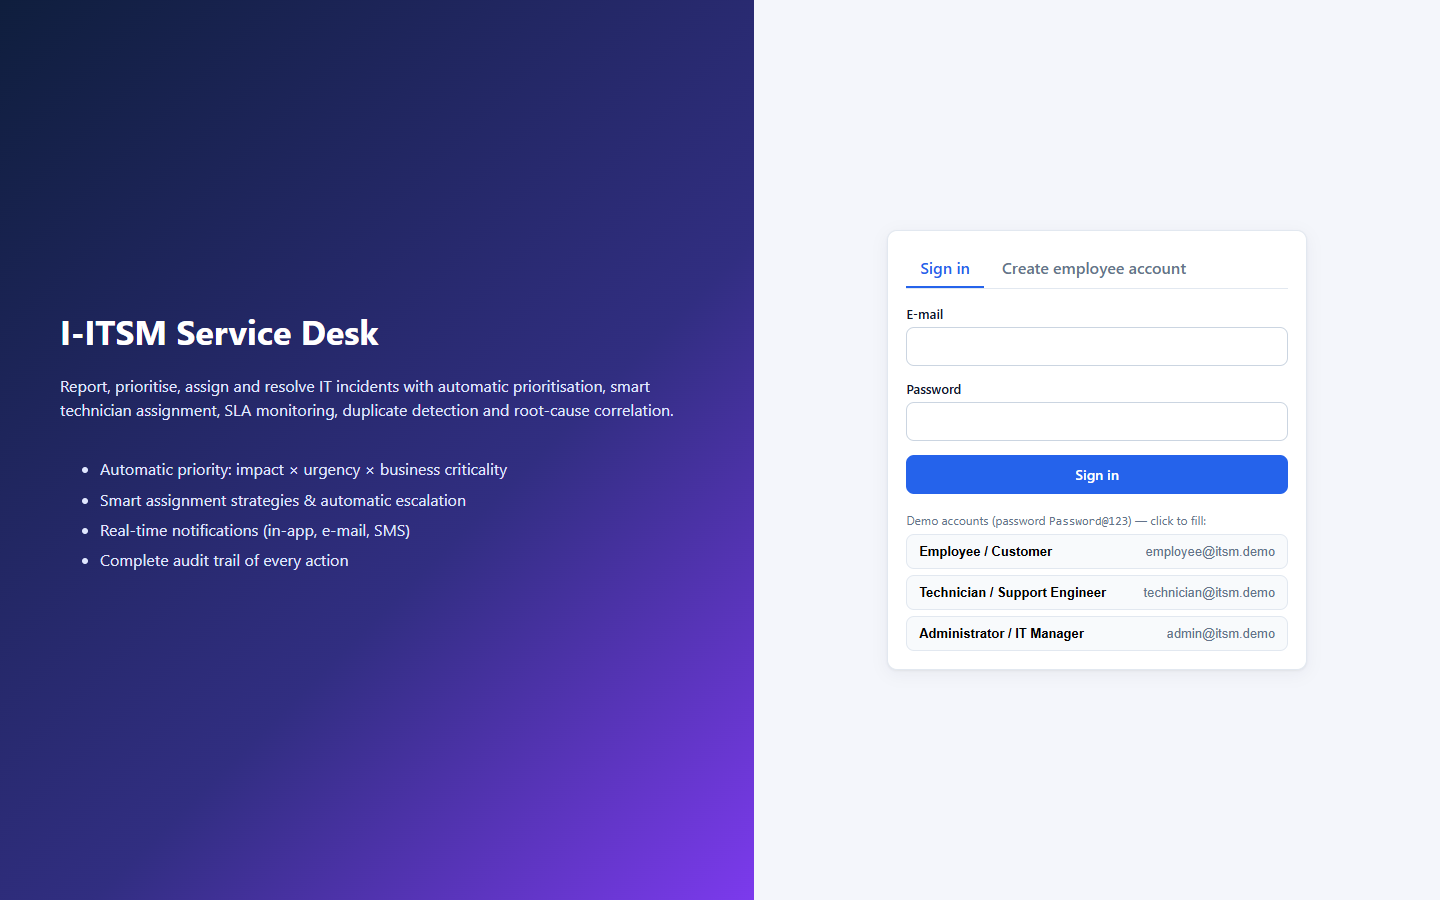 I-ITSM Service Desk
Report, prioritise, assign and resolve IT incidents with automatic prioritisation, smart
technician assignment, SLA monitoring, duplicate detection and root-cause correlation.
• Automatic priority: impact × urgency × business criticality
• Smart assignment strategies & automatic escalation
• Real-time notifications (in-app, e-mail, SMS)
• Complete audit trail of every action
Sign in Create employee account
E-mail
Password
Sign in
Demo accounts (password Password@123) — click to fill:
Employee / Customer employee@itsm.demo
Technician / Support Engineer technician@itsm.demo
Administrator / IT Manager admin@itsm.demo